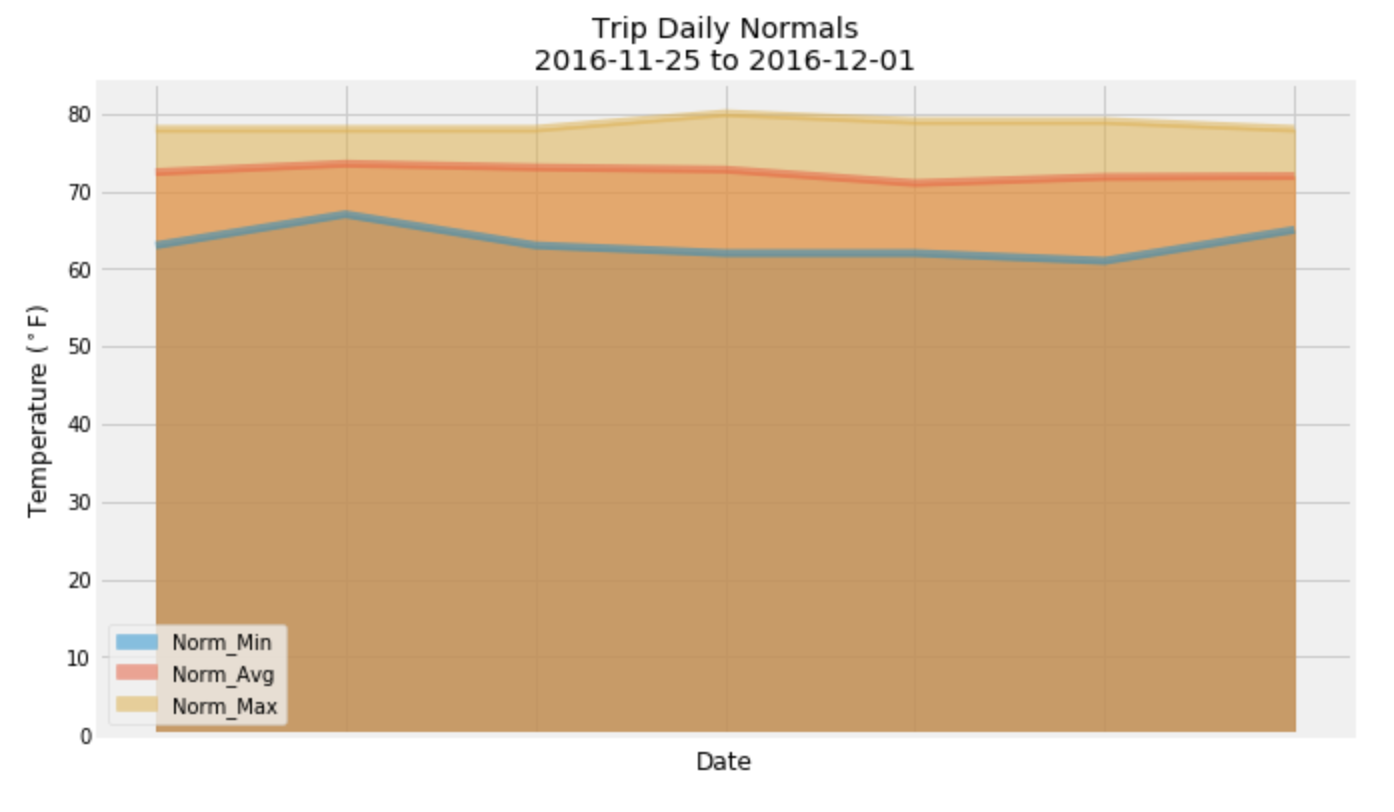 Trip Daily Normals
2016-11-25 to 2016-12-01
80
70
60
50
40
30
20
10
0
Temperature (°F)
Norm_Min
Norm_Avg
Norm_Max
Date